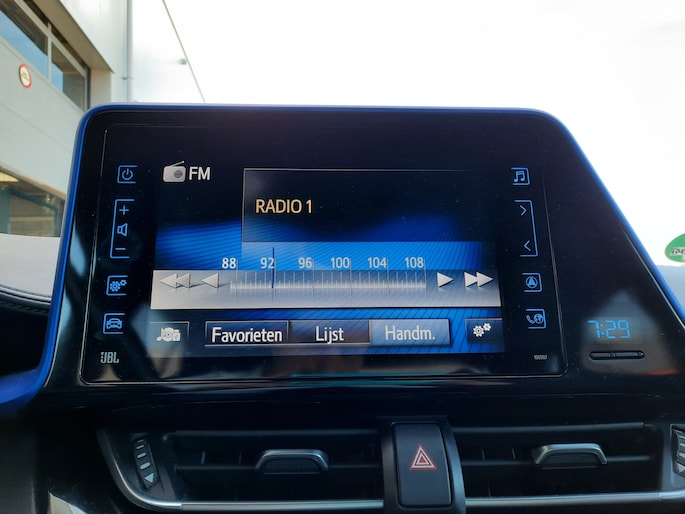 FM
RADIO 1
88 92 96 100 104 108
Favorieten Lijst Handm.
JBL
7:29